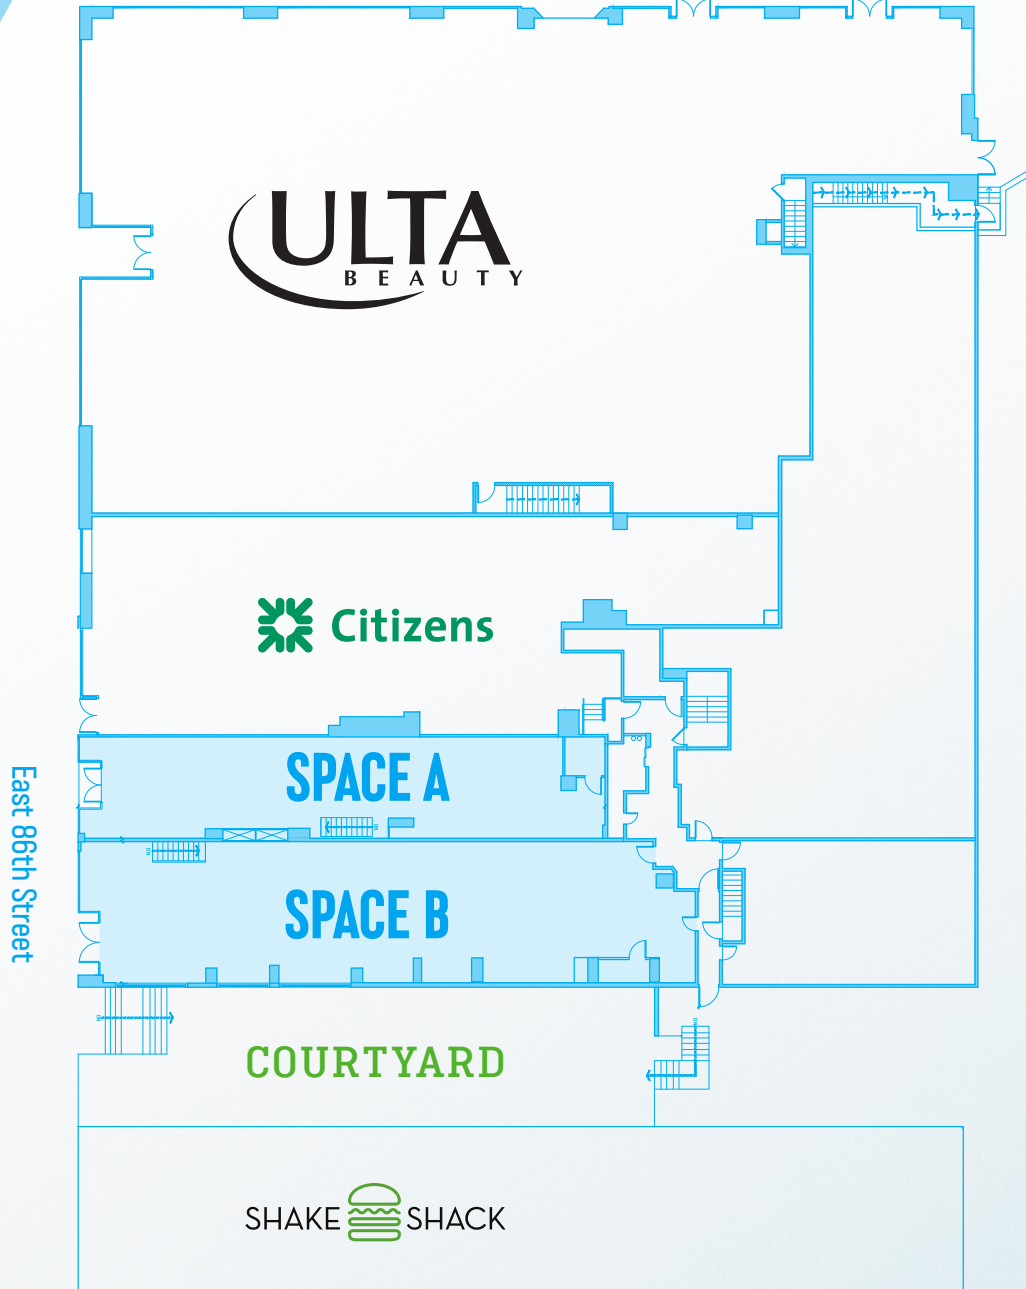 ULTA
BEAUTY
Citizens
SPACE A
East 86th Street
SPACE B
COURTYARD
SHAKE SHACK